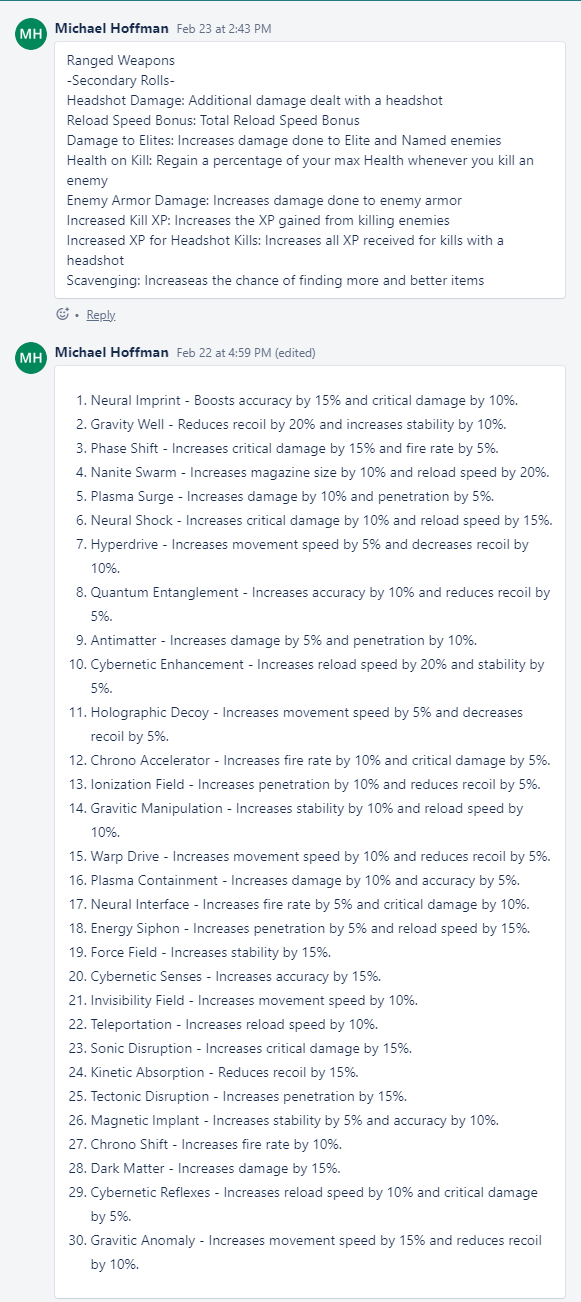 MH Michael Hoffman Feb 23 at 2:43 PM
Ranged Weapons
-Secondary Rolls-
Headshot Damage: Additional damage dealt with a headshot
Reload Speed Bonus: Total Reload Speed Bonus
Damage to Elites: Increases damage done to Elite and Named enemies
Health on Kill: Regain a percentage of your max Health whenever you kill an
enemy
Enemy Armor Damage: Increases damage done to enemy armor
Increased Kill XP: Increases the XP gained from killing enemies
Increased XP for Headshot Kills: Increases all XP received for kills with a
headshot
Scavenging: Increaseas the chance of finding more and better items
• Reply
MH Michael Hoffman Feb 22 at 4:59 PM (edited)
1. Neural Imprint - Boosts accuracy by 15% and critical damage by 10%.
2. Gravity Well - Reduces recoil by 20% and increases stability by 10%.
3. Phase Shift - Increases critical damage by 15% and fire rate by 5%.
4. Nanite Swarm - Increases magazine size by 10% and reload speed by 20%.
5. Plasma Surge - Increases damage by 10% and penetration by 5%.
6. Neural Shock - Increases critical damage by 10% and reload speed by 15%.
7. Hyperdrive - Increases movement speed by 5% and decreases recoil by
10%.
8. Quantum Entanglement - Increases accuracy by 10% and reduces recoil by
5%.
9. Antimatter - Increases damage by 5% and penetration by 10%.
10. Cybernetic Enhancement - Increases reload speed by 20% and stability by
5%.
11. Holographic Decoy - Increases movement speed by 5% and decreases
recoil by 5%.
12. Chrono Accelerator - Increases fire rate by 10% and critical damage by 5%.
13. Ionization Field - Increases penetration by 10% and reduces recoil by 5%.
14. Gravitic Manipulation - Increases stability by 10% and reload speed by
10%.
15. Warp Drive - Increases movement speed by 10% and reduces recoil by 5%.
16. Plasma Containment - Increases damage by 10% and accuracy by 5%.
17. Neural Interface - Increases fire rate by 5% and critical damage by 10%.
18. Energy Siphon - Increases penetration by 5% and reload speed by 15%.
19. Force Field - Increases stability by 15%.
20. Cybernetic Senses - Increases accuracy by 15%.
21. Invisibility Field - Increases movement speed by 10%.
22. Teleportation - Increases reload speed by 10%.
23. Sonic Disruption - Increases critical damage by 15%.
24. Kinetic Absorption - Reduces recoil by 15%.
25. Tectonic Disruption - Increases penetration by 15%.
26. Magnetic Implant - Increases stability by 5% and accuracy by 10%.
27. Chrono Shift - Increases fire rate by 10%.
28. Dark Matter - Increases damage by 15%.
29. Cybernetic Reflexes - Increases reload speed by 10% and critical damage
by 5%.
30. Gravitic Anomaly - Increases movement speed by 15% and reduces recoil
by 10%.